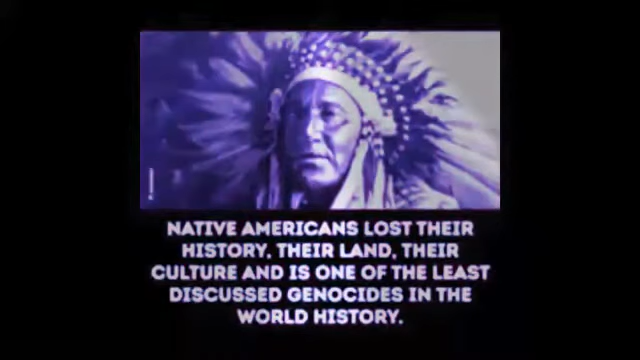 NATIVE AMERICANS LOST THEIR
HISTORY, THEIR LAND, THEIR
CULTURE AND IS ONE OF THE LEAST
DISCUSSED GENOCIDES IN THE
WORLD HISTORY.